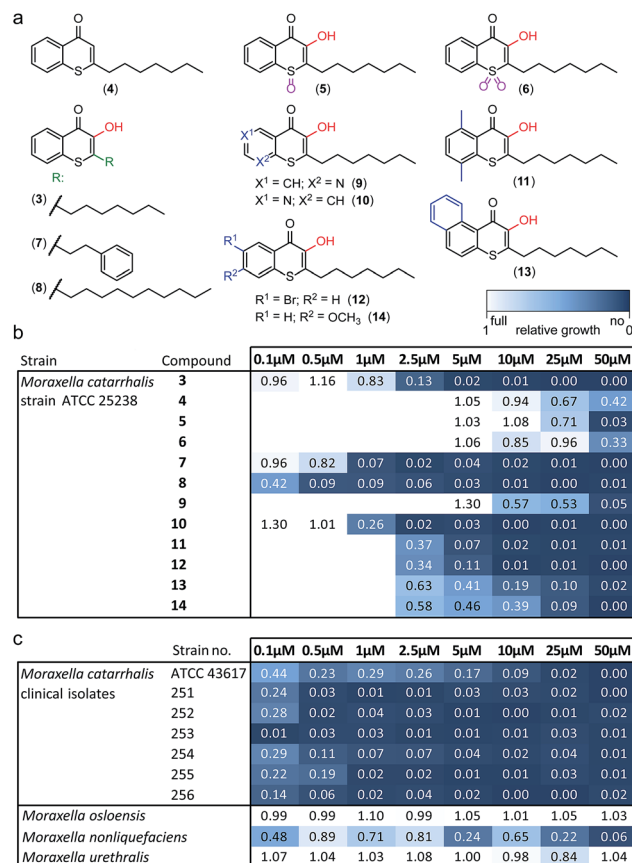 a
O
S
(4)
O
OH
S
O
(5)
O
OH
S
O O
(6)
O
OH
S
R
R:
(3)
(7)
(8)
O
X¹
OH
X²
S
X¹ = CH; X² = N (9)
X¹ = N; X² = CH (10)
O
OH
S
(11)
R¹
O
OH
R²
S
R¹ = Br; R² = H (12)
R¹ = H; R² = OCH₃ (14)
O
OH
S
(13)
full no
1 relative growth 0
b
Strain Compound 0.1µM 0.5µM 1µM 2.5µM 5µM 10µM 25µM 50µM
Moraxella catarrhalis 3 0.96 1.16 0.83 0.13 0.02 0.01 0.00 0.00
strain ATCC 25238 4 1.05 0.94 0.67 0.42
5 1.03 1.08 0.71 0.03
6 1.06 0.85 0.96 0.33
7 0.96 0.82 0.07 0.02 0.04 0.02 0.01 0.00
8 0.42 0.09 0.09 0.06 0.03 0.01 0.01 0.00
9 1.30 0.57 0.53 0.05
10 1.30 1.01 0.26 0.02 0.03 0.00 0.01 0.00
11 0.37 0.07 0.02 0.01 0.01
12 0.34 0.11 0.01 0.01 0.00
13 0.63 0.41 0.19 0.10 0.02
14 0.58 0.46 0.39 0.09 0.00
c
Strain no. 0.1µM 0.5µM 1µM 2.5µM 5µM 10µM 25µM 50µM
Moraxella catarrhalis ATCC 43617 0.44 0.23 0.29 0.26 0.17 0.09 0.02 0.00
clinical isolates 251 0.24 0.03 0.01 0.01 0.03 0.03 0.02 0.00
252 0.28 0.02 0.04 0.03 0.01 0.00 0.01 0.02
253 0.01 0.03 0.03 0.01 0.01 0.01 0.03 0.01
254 0.29 0.11 0.07 0.07 0.04 0.02 0.04 0.01
255 0.22 0.19 0.02 0.02 0.01 0.01 0.03 0.01
256 0.14 0.06 0.02 0.04 0.02 0.00 0.00 0.02
Moraxella osloensis 0.99 0.99 1.10 0.99 1.05 1.01 1.05 1.03
Moraxella nonliquefaciens 0.48 0.89 0.71 0.81 0.24 0.65 0.22 0.06
Moraxella urethralis 1.07 1.04 1.03 1.08 1.00 0.98 0.84 1.04